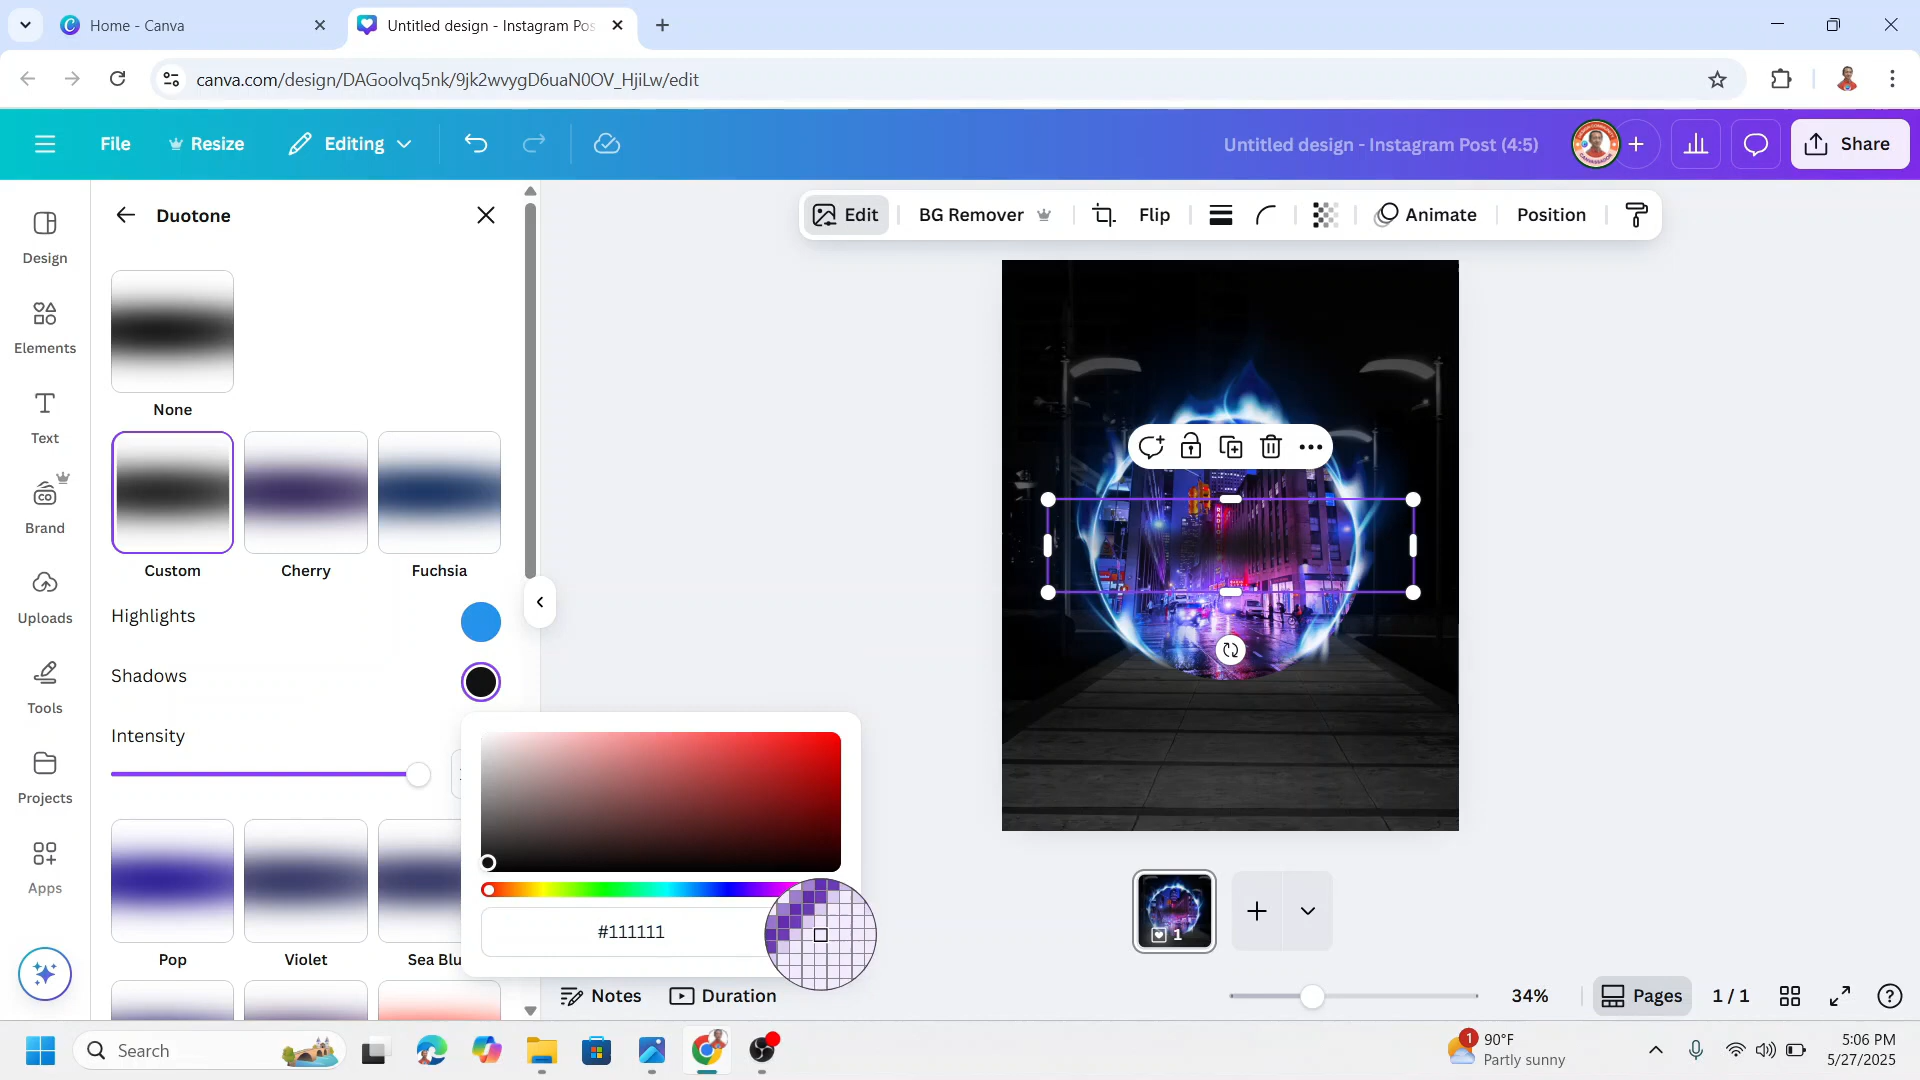 Home - Canva
Untitled design - Instagram Pos
canva.com/design/DAGoolvq5nk/9jk2wvygD6uaN0OV_HjiLw/edit
File
Resize
Editing
Untitled design - Instagram Post (4:5)
Share
Design
Elements
Text
Brand
Uploads
Tools
Projects
Apps
Duotone
None
Custom
Cherry
Fuchsia
Highlights
Shadows
Intensity
Pop
Violet
Sea Blu
#111111
Edit
BG Remover
Flip
Animate
Position
RADIO
1
Notes
Duration
34%
Pages
1 / 1
Search
1
90°F
Partly sunny
5:06 PM
5/27/2025